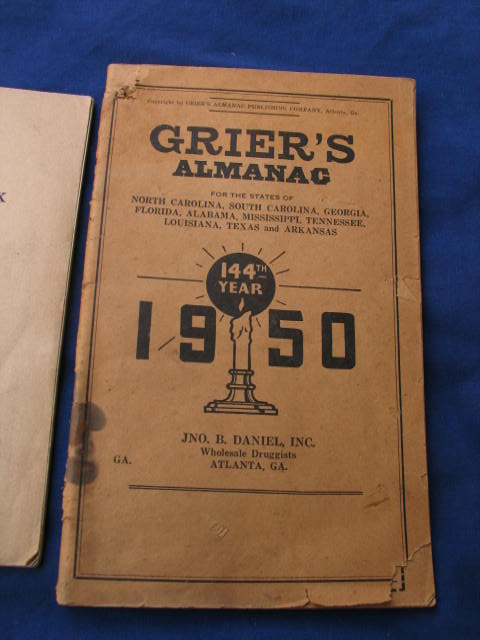 Copyright by GRIER'S ALMANAC PUBLISHING COMPANY, Atlanta, Ga.
GRIER'S
ALMANAC
FOR THE STATES OF
NORTH CAROLINA, SOUTH CAROLINA, GEORGIA,
FLORIDA, ALABAMA, MISSISSIPPI, TENNESSEE,
LOUISIANA, TEXAS and ARKANSAS
144TH
YEAR
1950
JNO. B. DANIEL, INC.
Wholesale Druggists
GA.
ATLANTA, GA.